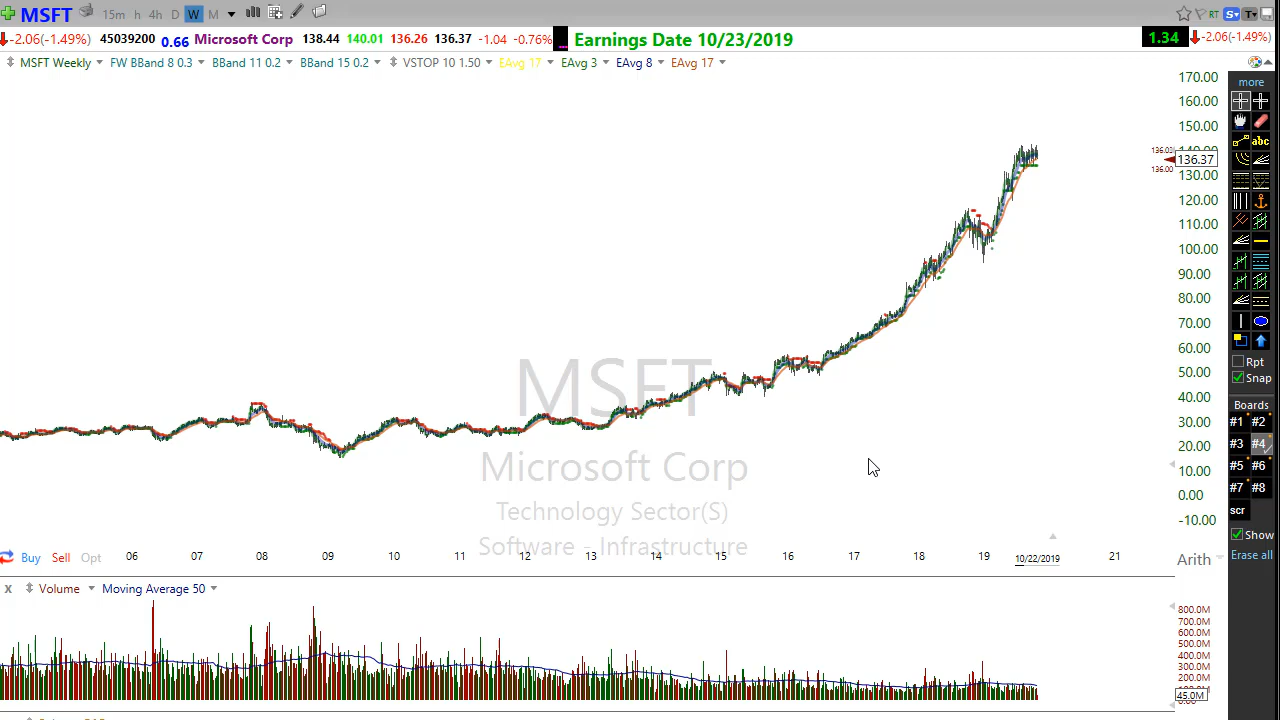 MSFT 15m h 4h D W M RT S T
-2.06(-1.49%) 45039200 0.66 Microsoft Corp 138.44 140.01 136.26 136.37 -1.04 -0.76% Earnings Date 10/23/2019 1.34 -2.06(-1.49%)
MSFT Weekly FW BBand 8 0.3 BBand 11 0.2 BBand 15 0.2 VSTOP 10 1.50 EAvg 17 EAvg 3 EAvg 8 EAvg 17
170.00
160.00
150.00
140.00
136.03
136.37
136.00
130.00
120.00
110.00
100.00
90.00
80.00
70.00
60.00
50.00
40.00
30.00
20.00
10.00
0.00
-10.00
MSFT
Microsoft Corp
Technology Sector(S)
Software - Infrastructure
Buy Sell Opt 06 07 08 09 10 11 12 13 14 15 16 17 18 19 10/22/2019 21 Arith
X Volume Moving Average 50
800.0M
700.0M
600.0M
500.0M
400.0M
300.0M
200.0M
45.0M
more
abc
Rpt
Snap
Boards
#1 #2
#3 #4
#5 #6
#7 #8
scr
Show
Erase all